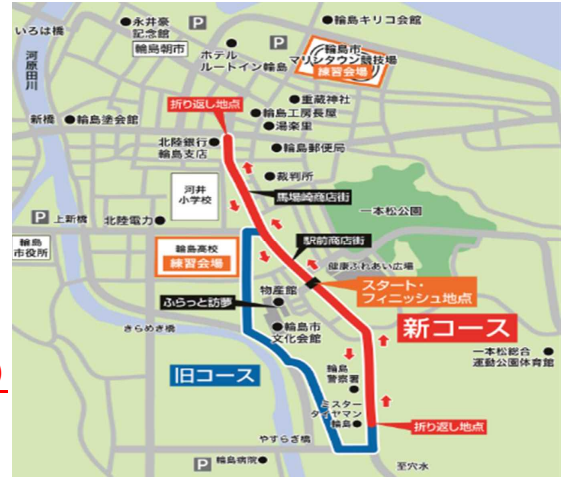 永井豪
記念館
輪島キリコ会館
いろは橋
P
輪島朝市
P
輪島市
マリンタウン競技場
練習会場
ホテル
ルートイン輪島
河原田川
折り返し地点
重蔵神社
輪島工房長屋
湯楽里
新橋
輪島塗会館
北陸銀行
輪島支店
輪島郵便局
裁判所
河井
小学校
馬場崎商店街
一本松公園
P
上新橋
北陸電力
駅前商店街
輪島
市役所
輪島高校
練習会場
健康ふれあい広場
物産館
スタート・
フィニッシュ地点
ふらっと訪夢
きらめき橋
輪島市
文化会館
新コース
一本松総合
運動公園体育館
旧コース
輪島
警察署
ミスター
タイヤマン
輪島
折り返し地点
やすらぎ橋
P
輪島病院
至穴水